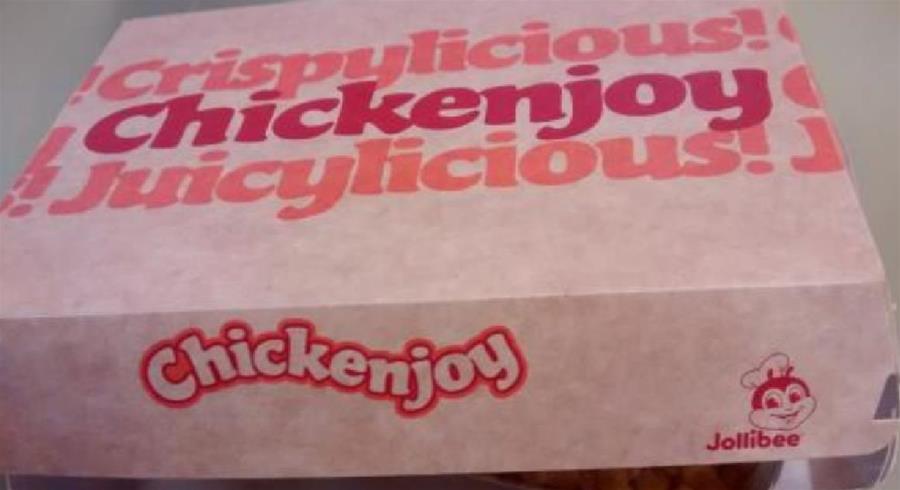 ! Crispylicious!
Chickenjoy
! Juicylicious! J
Chickenjoy
Jollibee